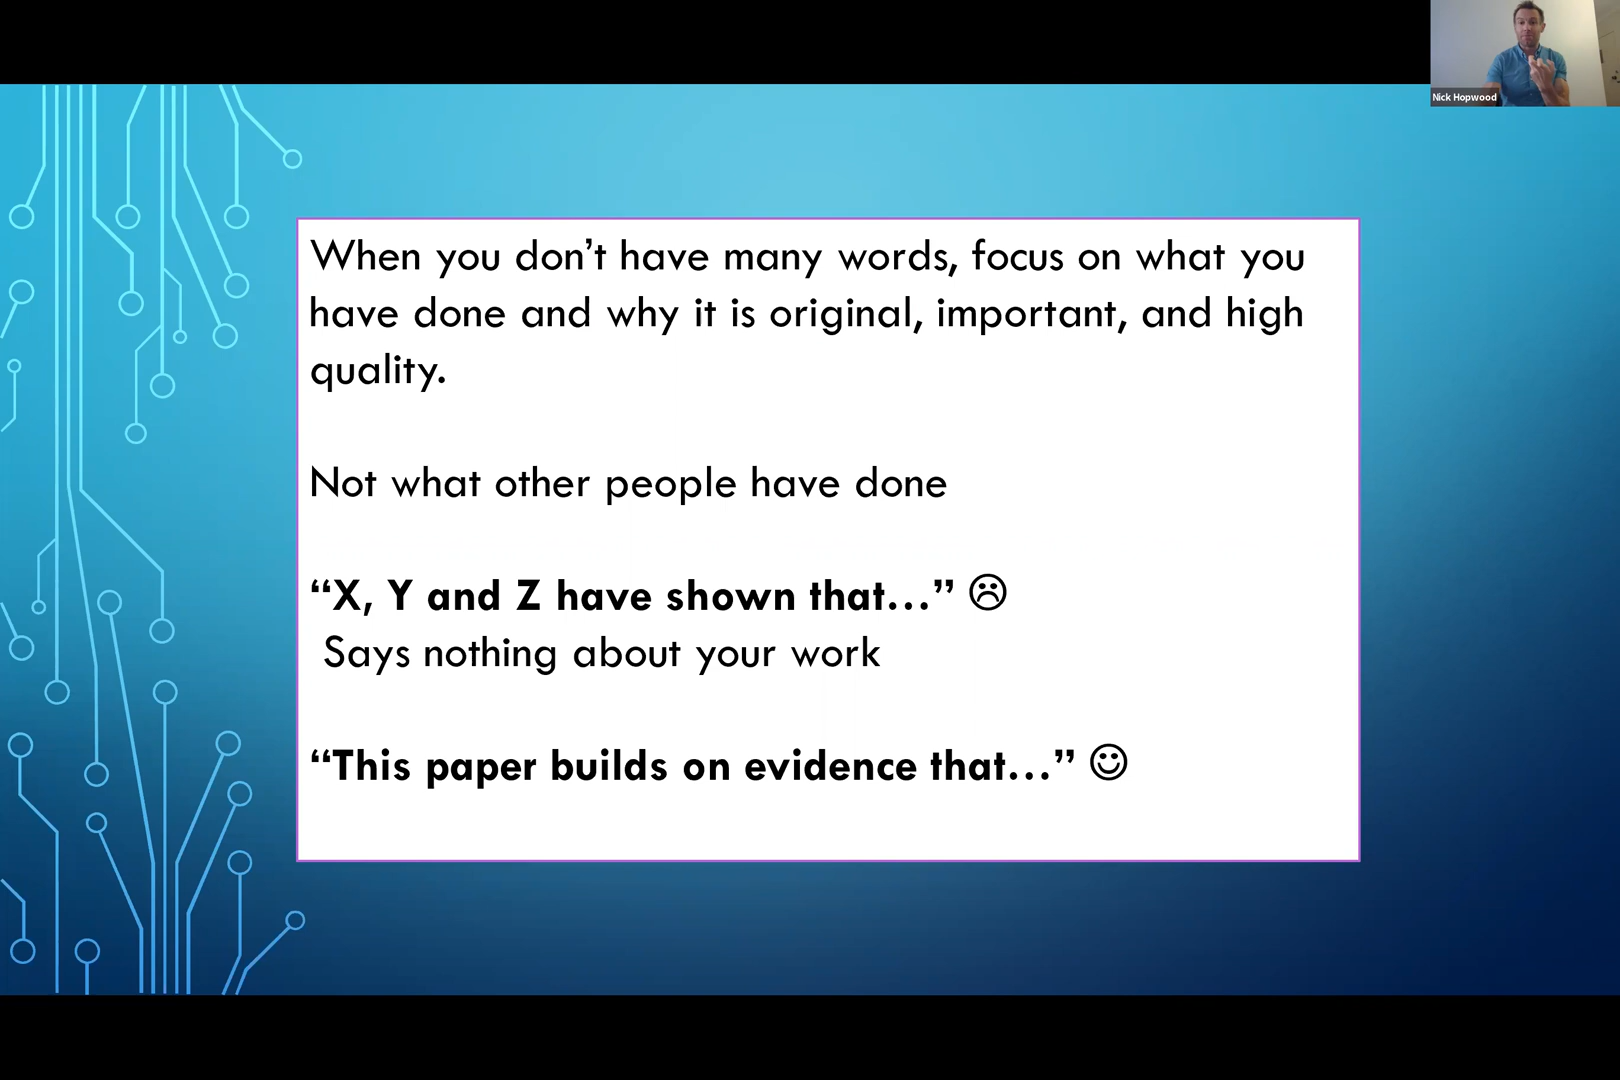 Nick Hopwood
When you don’t have many words, focus on what you
have done and why it is original, important, and high
quality.
Not what other people have done
“X, Y and Z have shown that…” ☹
Says nothing about your work
“This paper builds on evidence that…” ☺